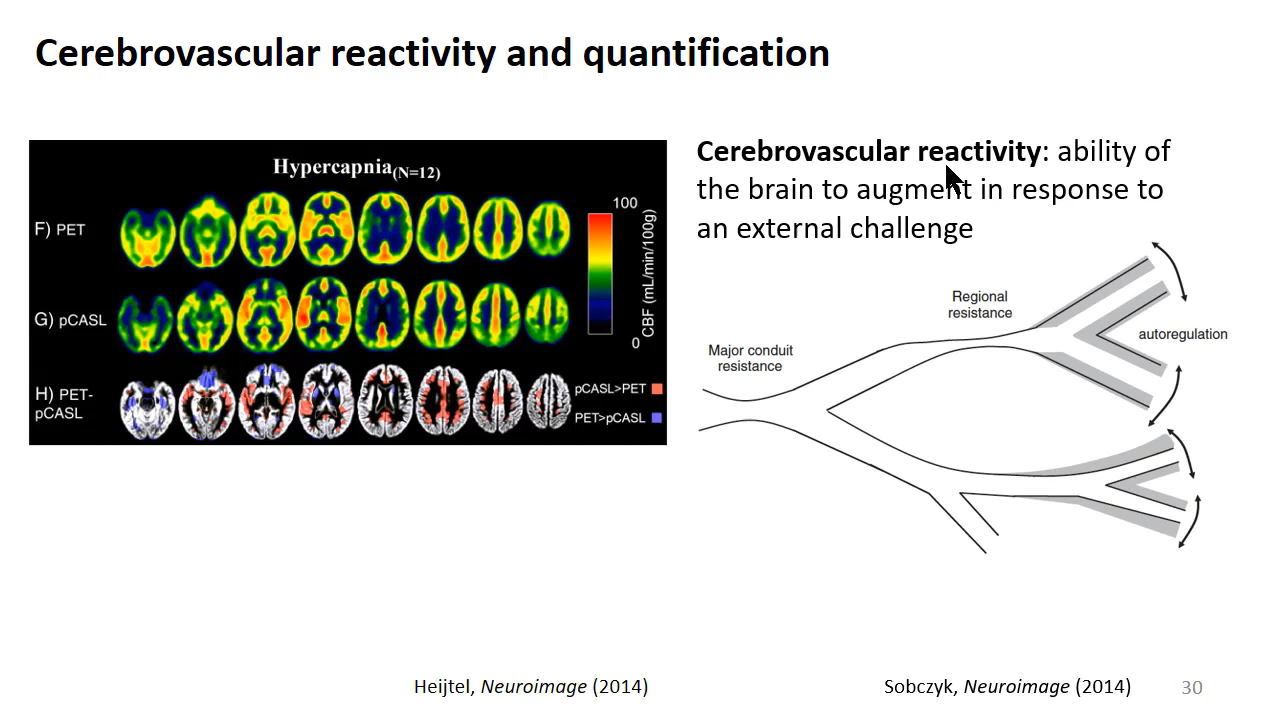 Cerebrovascular reactivity and quantification
Hypercapnia(N=12)
F) PET
G) pCASL
H) PET-
pCASL
100
CBF (mL/min/100g)
0
pCASL>PET
PET>pCASL
Cerebrovascular reactivity: ability of
the brain to augment in response to
an external challenge
Regional
resistance
Major conduit
resistance
autoregulation
Heijtel, Neuroimage (2014)
Sobczyk, Neuroimage (2014)
30